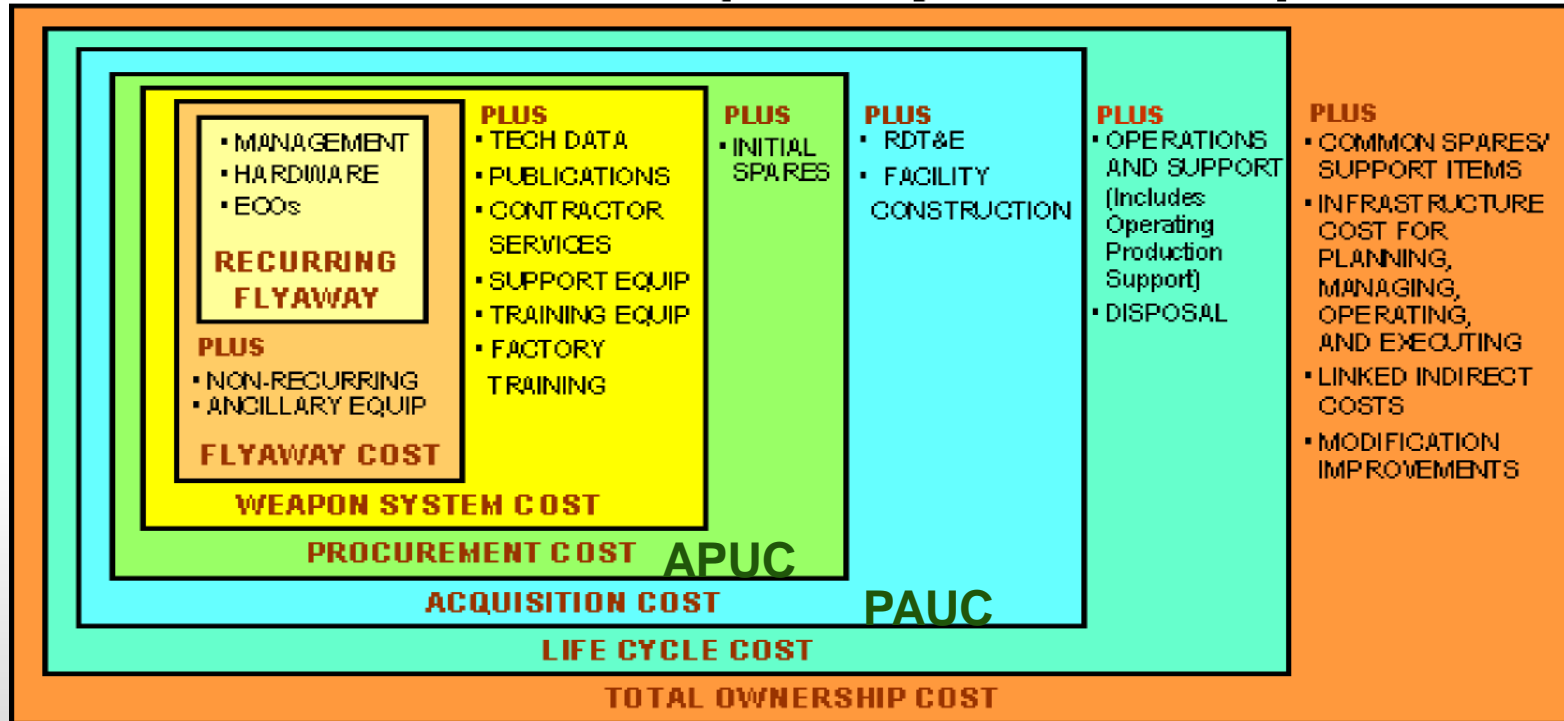 • MANAGEMENT
• HARDWARE
• ECOs
RECURRING
FLYAWAY
PLUS
• NON-RECURRING
• ANCILLARY EQUIP
FLYAWAY COST
PLUS
• TECH DATA
• PUBLICATIONS
• CONTRACTOR
SERVICES
• SUPPORT EQUIP
• TRAINING EQUIP
• FACTORY
TRAINING
WEAPON SYSTEM COST
PLUS
• INITIAL
SPARES
PROCUREMENT COST APUC
PLUS
• RDT&E
• FACILITY
CONSTRUCTION
ACQUISITION COST PAUC
PLUS
• OPERATIONS
AND SUPPORT
(Includes
Operating
Production
Support)
• DISPOSAL
LIFE CYCLE COST
PLUS
• COMMON SPARES/
SUPPORT ITEMS
• INFRASTRUCTURE
COST FOR
PLANNING,
MANAGING,
OPERATING,
AND EXECUTING
• LINKED INDIRECT
COSTS
• MODIFICATION
IMPROVEMENTS
TOTAL OWNERSHIP COST